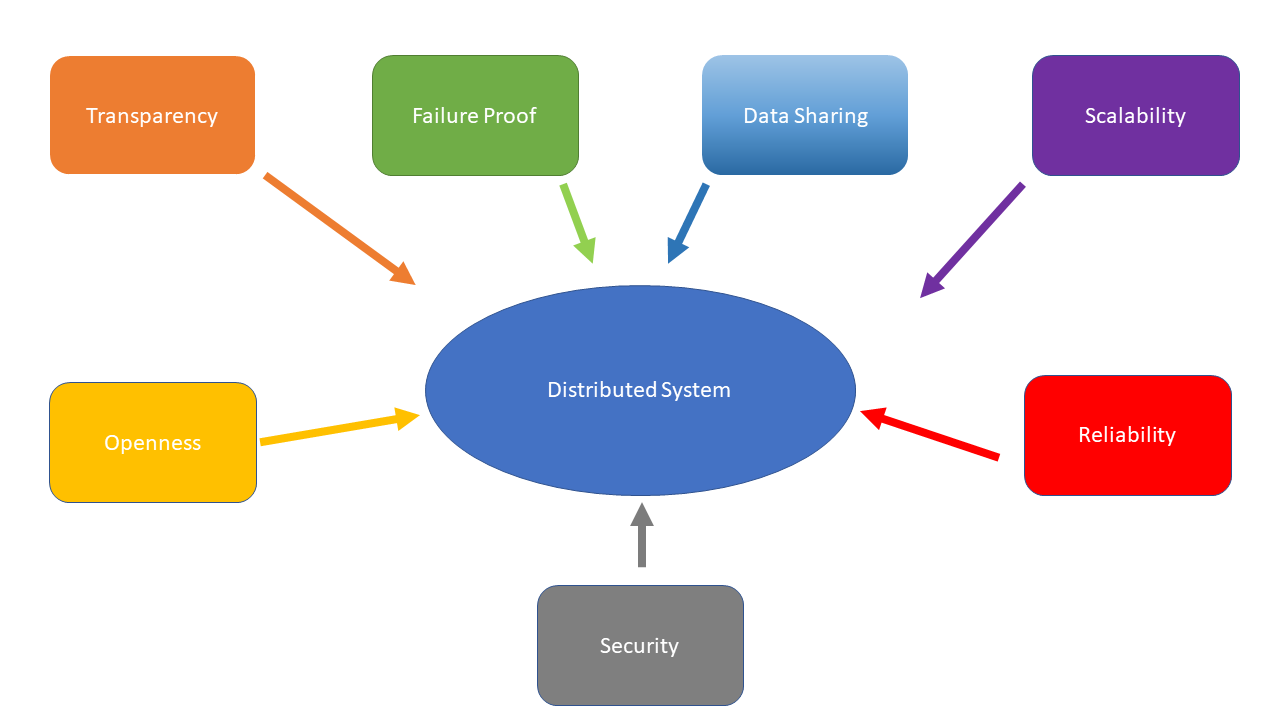 Transparency
Failure Proof
Data Sharing
Scalability
Distributed System
Openness
Reliability
Security